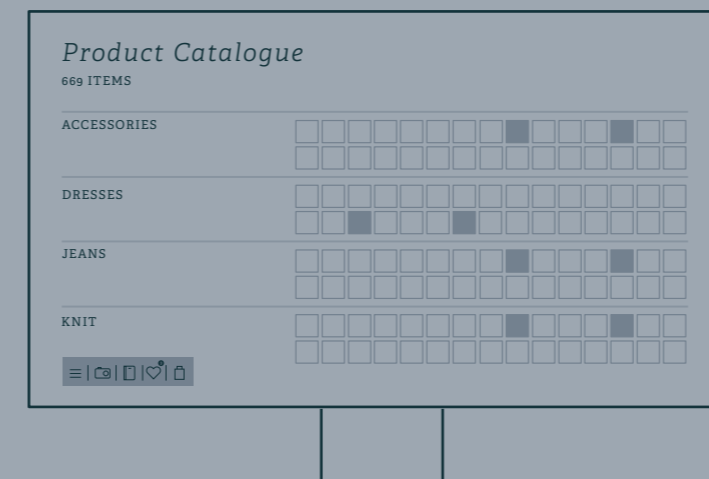 Product Catalogue
669 ITEMS
ACCESSORIES
DRESSES
JEANS
KNIT